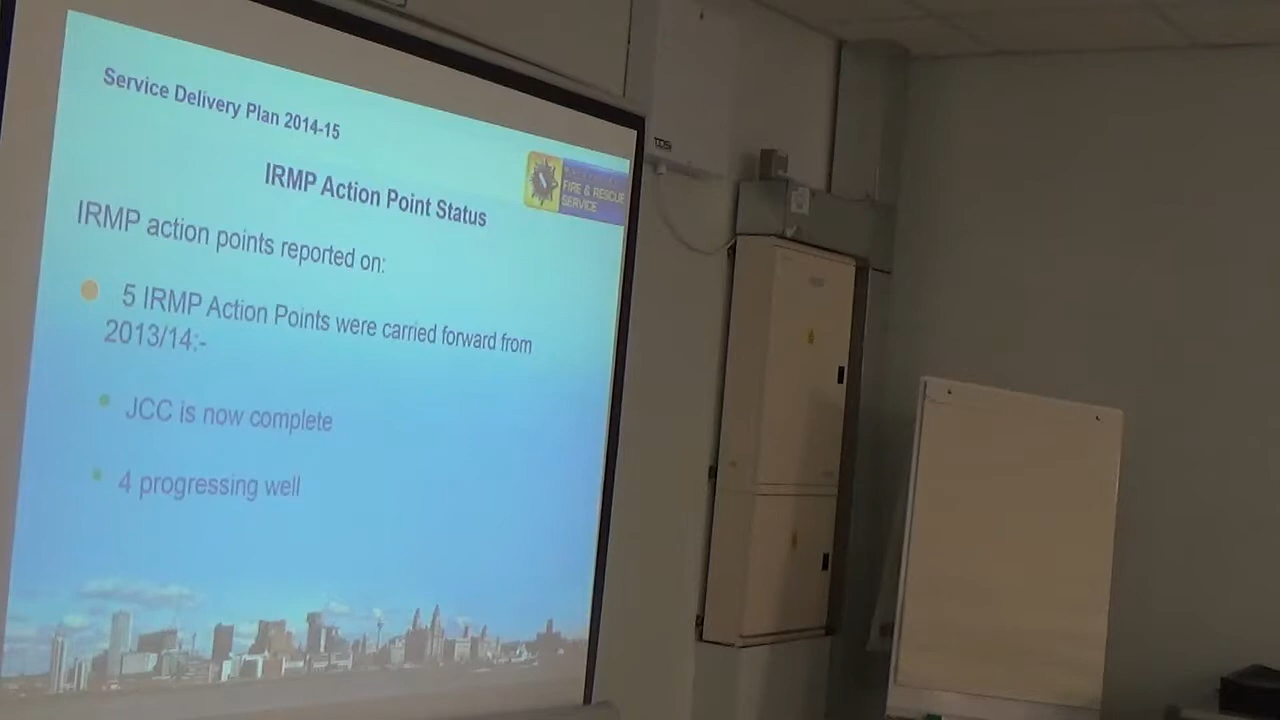 Service Delivery Plan 2014-15
IRMP Action Point Status
FIRE & RESCUE
SERVICE
IRMP action points reported on:
5 IRMP Action Points were carried forward from
2013/14;-
JCC is now complete
4 progressing well